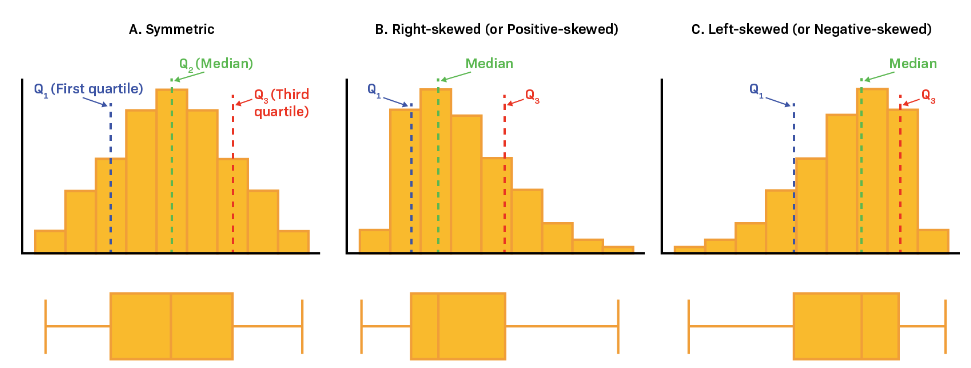 A. Symmetric
Q2 (Median)
Q1 (First quartile)
Q3 (Third
quartile)
B. Right-skewed (or Positive-skewed)
Median
Q1
Q3
C. Left-skewed (or Negative-skewed)
Median
Q1
Q3